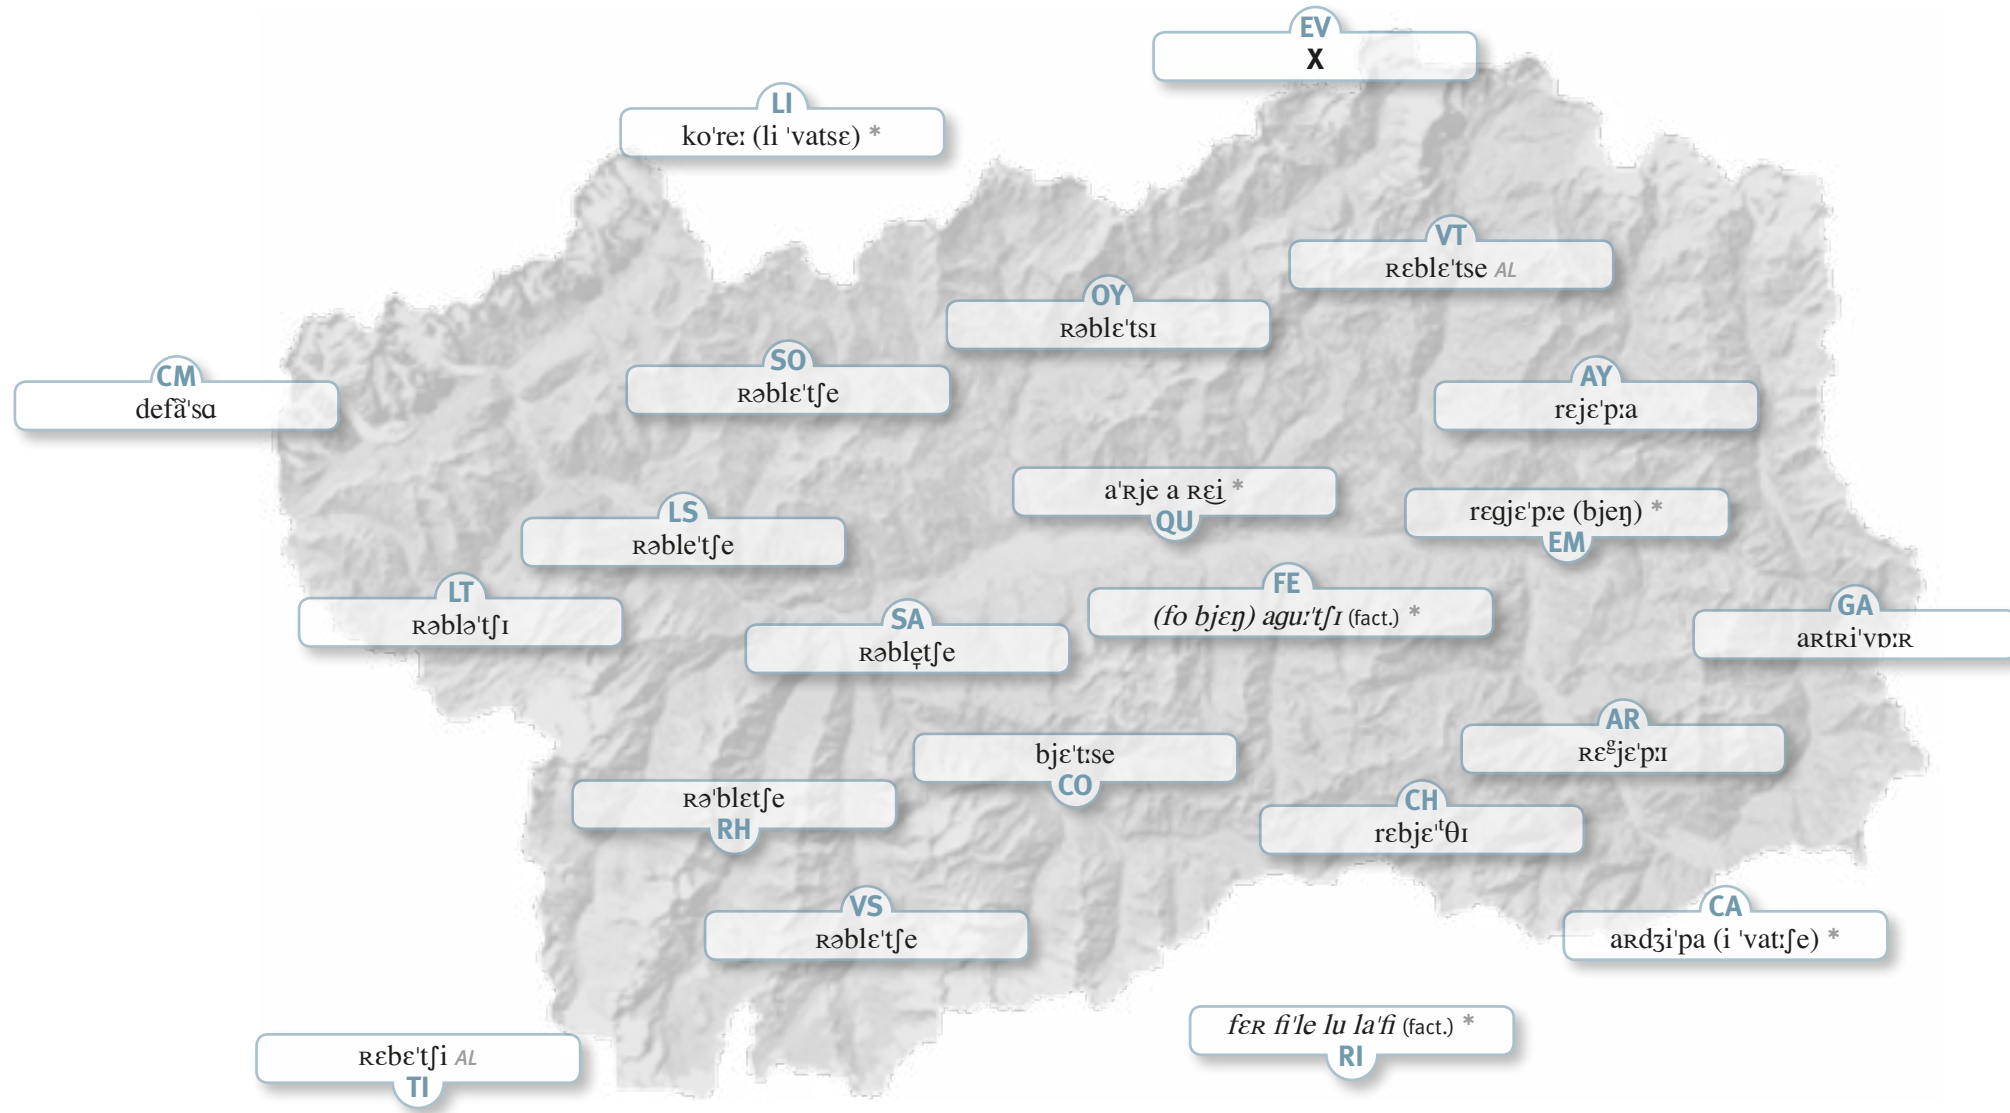 EV
X
LI
ko'reː (li 'vatsɛ) *
VT
ʀɛblɛ'tse AL
OY
ʀəblɛ'tsɪ
SO
ʀəblɛ'tʃe
CM
defã'sɑ
AY
rɛjɛ'pːa
a'ʀje a ʀɛi̯ *
QU
rɛgjɛ'pːe (bjeŋ) *
EM
LS
ʀəble'tʃe
LT
ʀəblə'tʃɪ
FE
(fo bjɛŋ) aguː'tʃɪ (fact.) *
GA
aʀtʀi'vɒːʀ
SA
ʀəblẹtʃe
AR
ʀɛᵍjɛ'pːɪ
bjɛ'tːse
CO
ʀə'blɛtʃe
RH
CH
rɛbjɛ'ᵗθɪ
VS
ʀəblɛ'tʃe
CA
aʀdʒi'pa (i 'vatːʃe) *
fɛʀ fi'le lu la'fi (fact.) *
RI
ʀɛbɛ'tʃi AL
TI